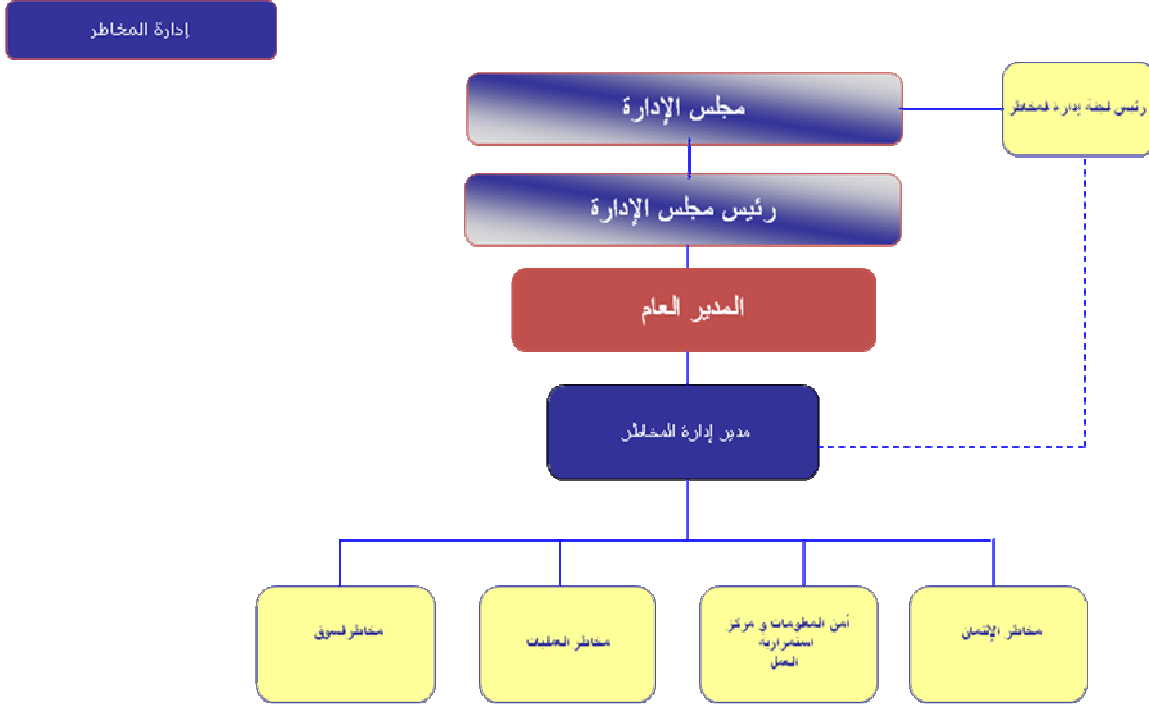 إدارة المخاطر
مجلس الإدارة
رئيس لجنة إدارة المخاطر
رئيس مجلس الإدارة
المدير العام
مدير إدارة المخاطر
مخاطر الإئتمان
أمن المعلومات و مركز
استمرارية
العمل
مخاطر العمليات
مخاطر السوق